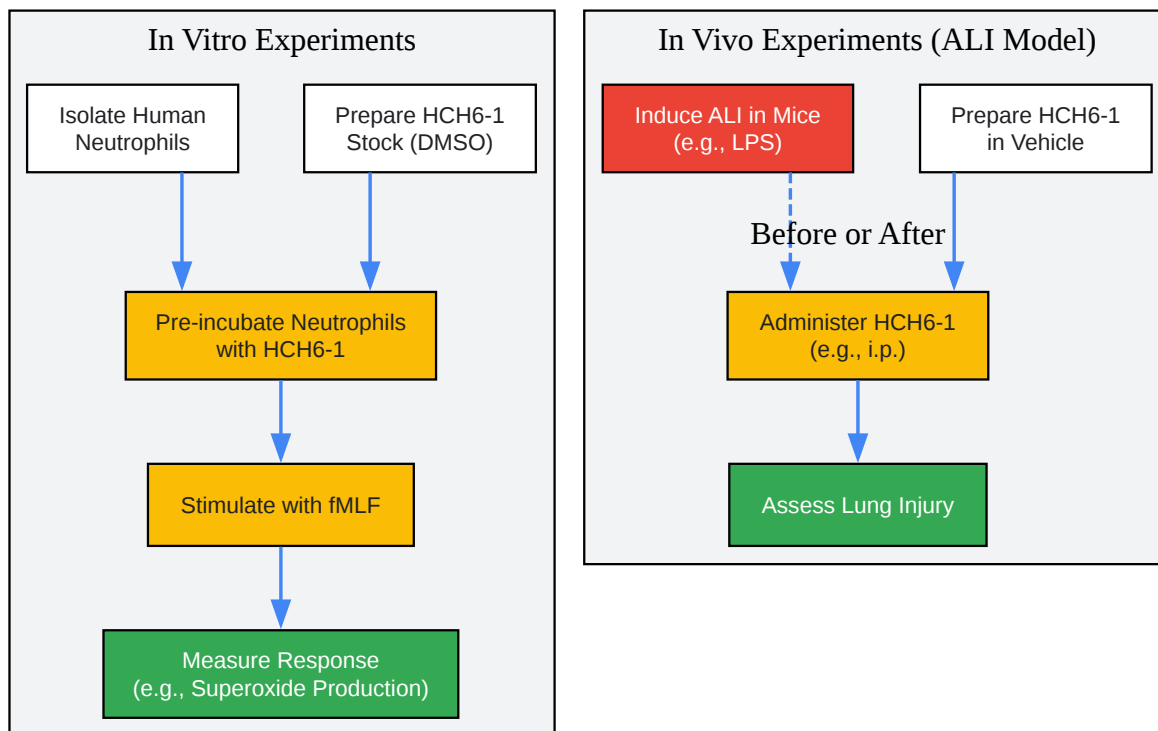 In Vitro Experiments
Isolate Human
Neutrophils
Prepare HCH6-1
Stock (DMSO)
Pre-incubate Neutrophils
with HCH6-1
Stimulate with fMLF
Measure Response
(e.g., Superoxide Production)
In Vivo Experiments (ALI Model)
Induce ALI in Mice
(e.g., LPS)
Prepare HCH6-1
in Vehicle
Before or After
Administer HCH6-1
(e.g., i.p.)
Assess Lung Injury